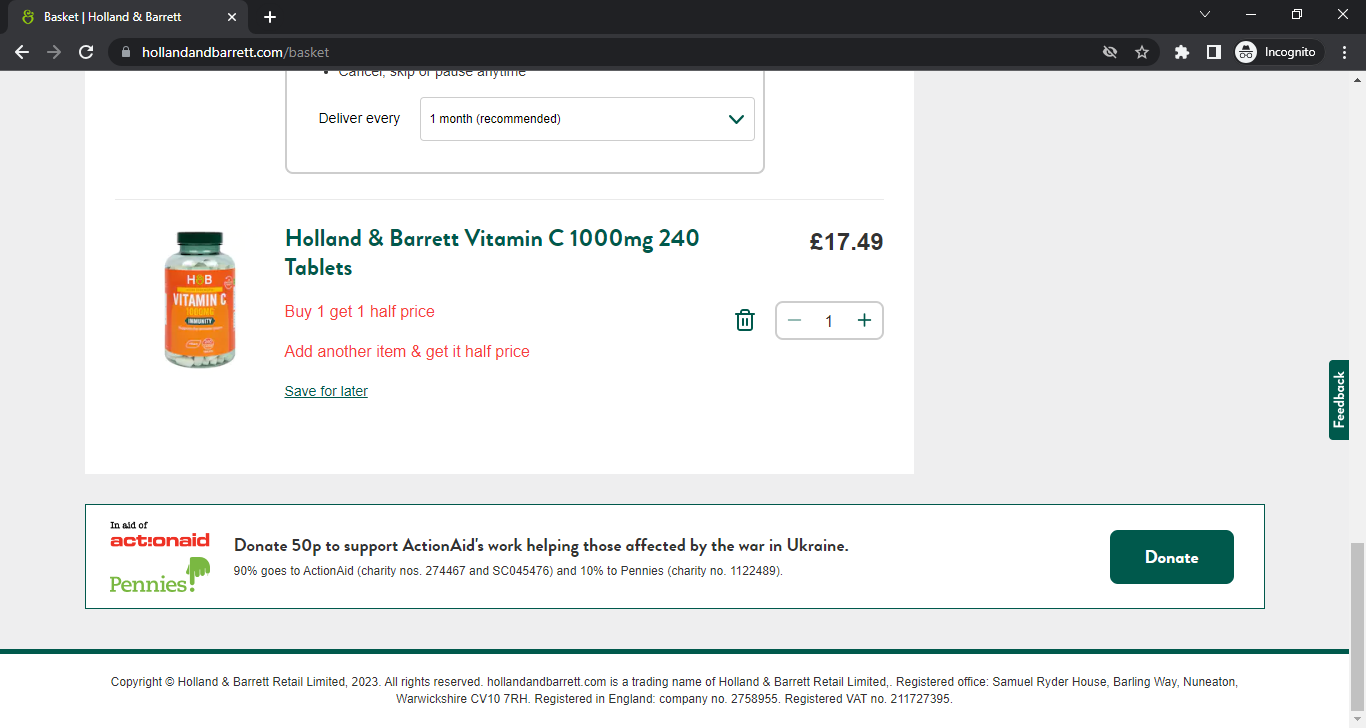 Basket | Holland & Barrett
hollandandbarrett.com/basket
Incognito
Cancel, skip or pause anytime
Deliver every
1 month (recommended)
Holland & Barrett Vitamin C 1000mg 240
Tablets
£17.49
H&B
VITAMIN C
1000MG
IMMUNITY
Buy 1 get 1 half price
1
Add another item & get it half price
Save for later
Feedback
In aid of
act:onaid
Pennies!
Donate 50p to support ActionAid's work helping those affected by the war in Ukraine.
90% goes to ActionAid (charity nos. 274467 and SC045476) and 10% to Pennies (charity no. 1122489).
Donate
Copyright © Holland & Barrett Retail Limited, 2023. All rights reserved. hollandandbarrett.com is a trading name of Holland & Barrett Retail Limited,. Registered office: Samuel Ryder House, Barling Way, Nuneaton,
Warwickshire CV10 7RH. Registered in England: company no. 2758955. Registered VAT no. 211727395.